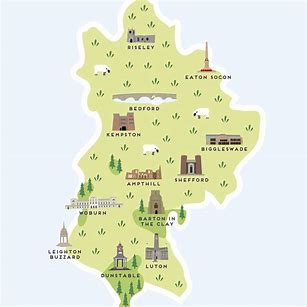 RISELEY
EATON SOCON
BEDFORD
KEMPSTON
BIGGLESWADE
SHEFFORD
AMPTHILL
WOBURN
BARTON IN
THE CLAY
LEIGHTON
BUZZARD
LUTON
DUNSTABLE